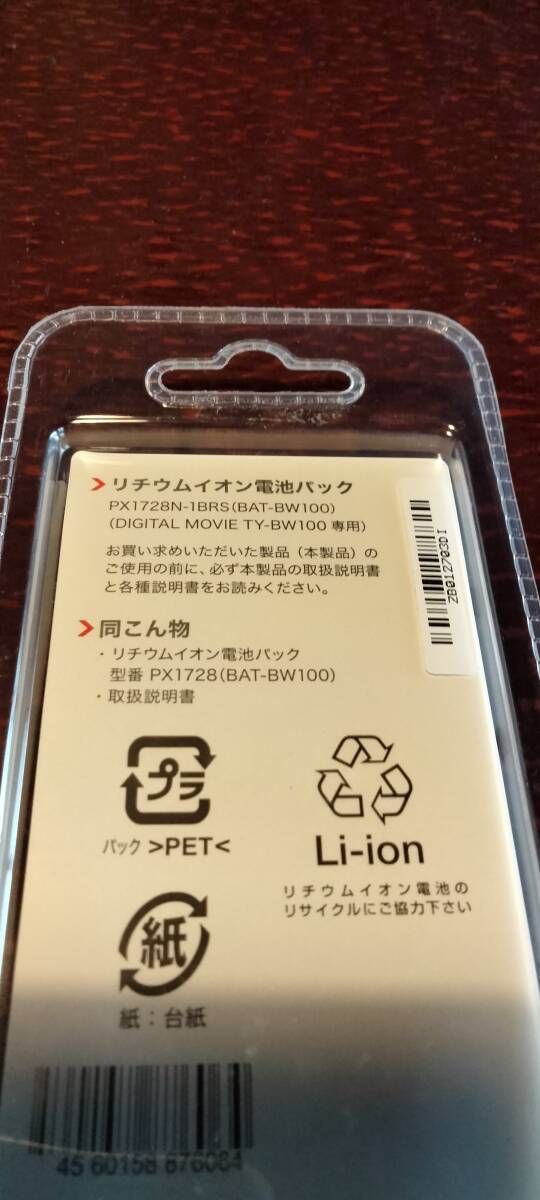 リチウムイオン電池パック
PX1728N-1BRS(BAT-BW100)
(DIGITAL MOVIE TY-BW100 専用)
お買い求めいただいた製品（本製品）の
ご使用の前に、必ず本製品の取扱説明書
と各種説明書をお読みください。
ZB012703DI
同こん物
・リチウムイオン電池パック
型番 PX1728(BAT-BW100)
・取扱説明書
プラ
パック >PET<
Li-ion
リチウムイオン電池の
リサイクルにご協力下さい
紙
紙：台紙
45 60158 876084